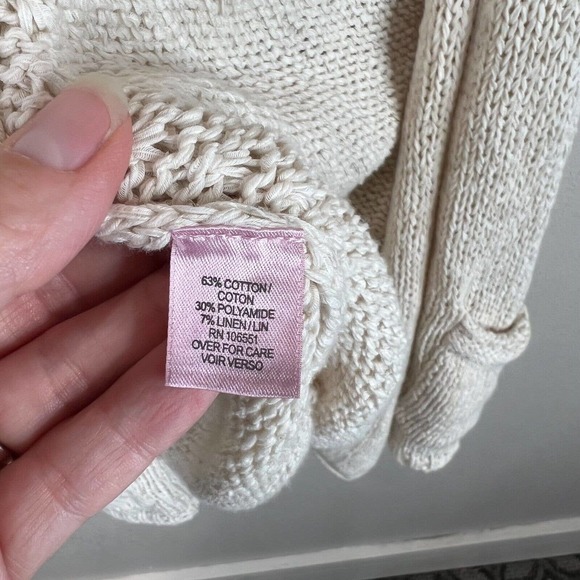 63% COTTON/
COTON
30% POLYAMIDE
7% LINEN/LIN
RN 106551
OVER FOR CARE
VOIR VERSO